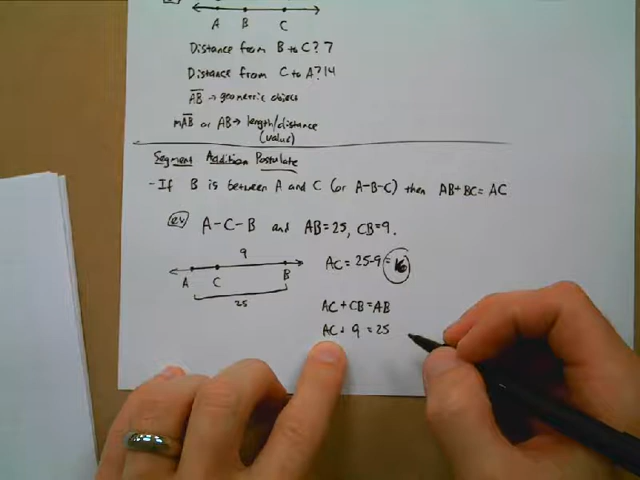 A B C
Distance from B to C? 7
Distance from C to A? 14
AB → geometric object
mAB or AB → length/distance
(value)
Segment Addition Postulate
- If B is between A and C (or A-B-C) then AB+BC=AC
ex A-C-B and AB=25, CB=9.
9
A C B
25
AC = 25-9 = 16
AC + CB = AB
AC + 9 = 25